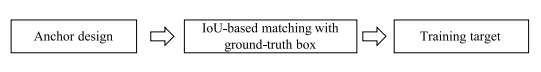 Anchor design
IoU-based matching with
ground-truth box
Training target